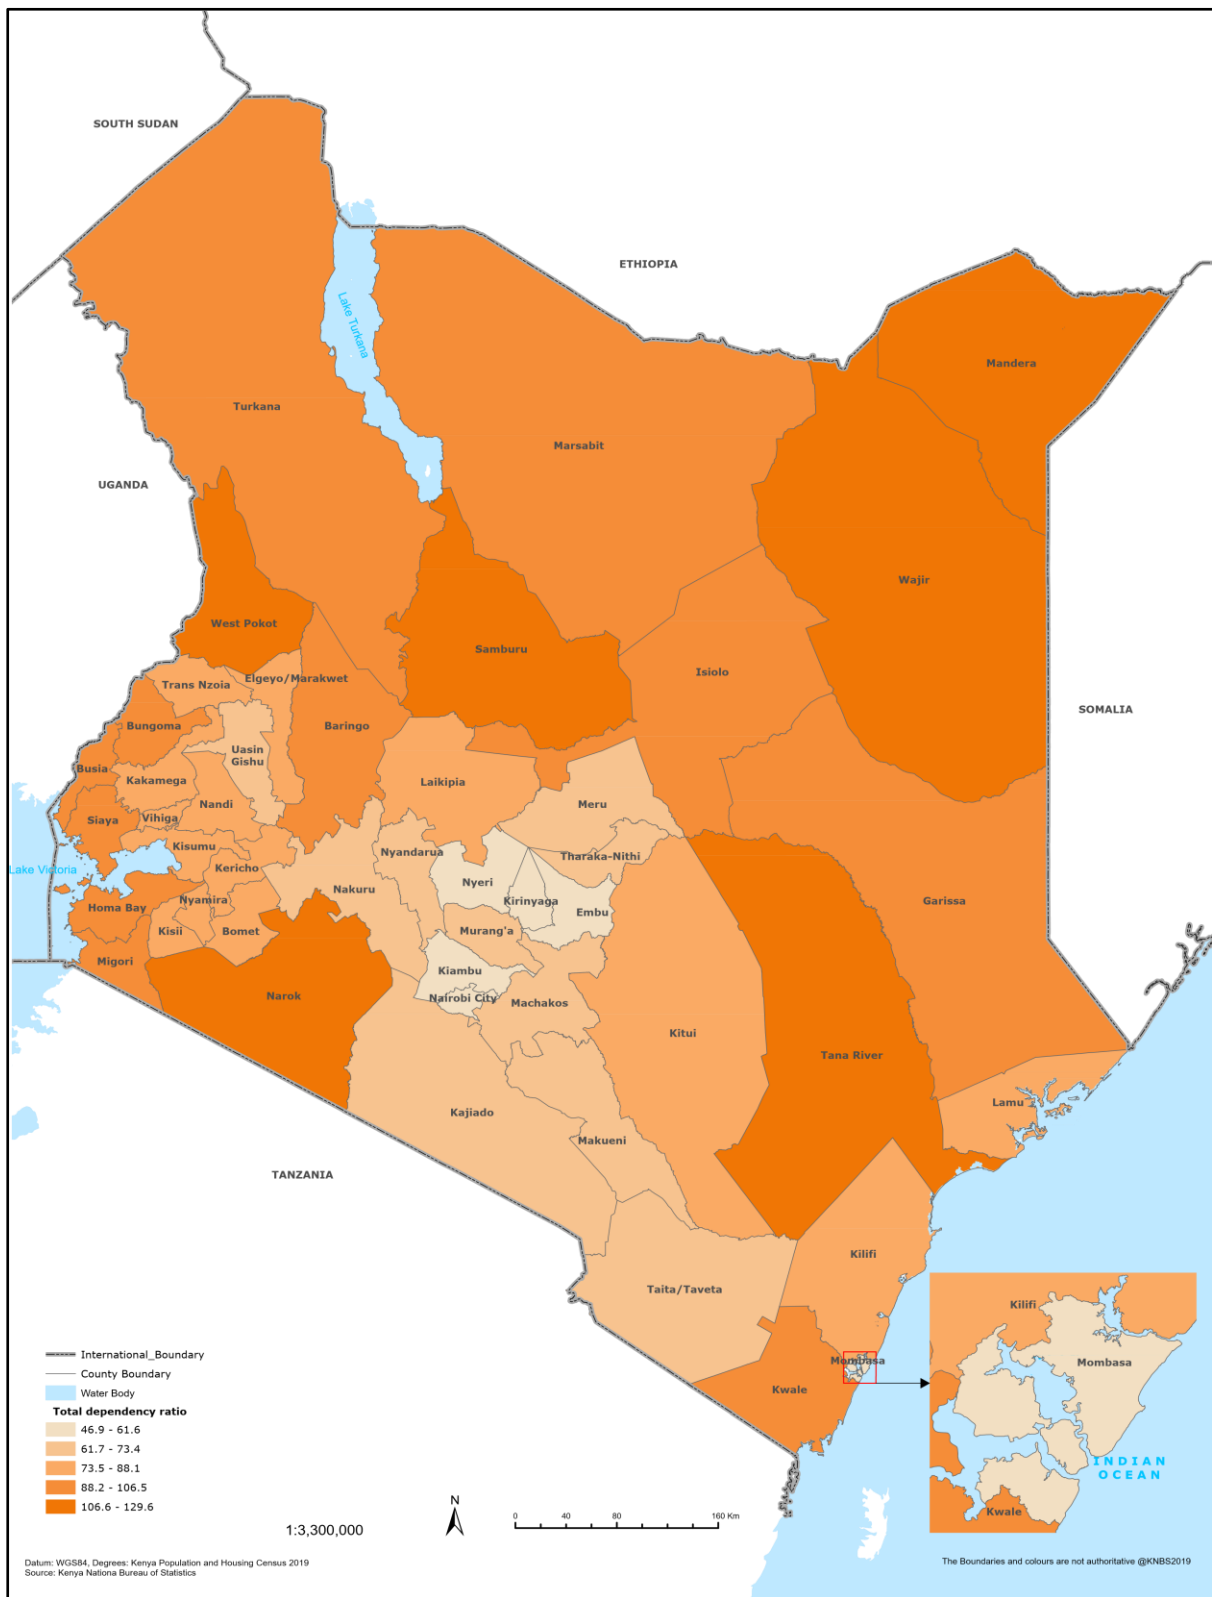 SOUTH SUDAN
ETHIOPIA
Lake Turkana
Mandera
Turkana
Marsabit
UGANDA
Wajir
West Pokot
Samburu
Isiolo
Elgeyo/Marakwet
Trans Nzoia
SOMALIA
Bungoma
Baringo
Uasin
Gishu
Busia
Kakamega
Laikipia
Nandi
Meru
Siaya
Vihiga
Kisumu
Nyandarua
Tharaka-Nithi
Lake Victoria
Kericho
Nyeri
Nakuru
Nyamira
Kirinyaga
Garissa
Homa Bay
Embu
Kisii
Bomet
Murang'a
Migori
Kiambu
Narok
Nairobi City
Machakos
Kitui
Tana River
Lamu
Kajiado
Makueni
TANZANIA
Kilifi
Taita/Taveta
Mombasa
Kwale
Kilifi
Mombasa
INDIAN
OCEAN
Kwale
International_Boundary
County Boundary
Water Body
Total dependency ratio
46.9 - 61.6
61.7 - 73.4
73.5 - 88.1
88.2 - 106.5
106.6 - 129.6
1:3,300,000
N
0 40 80 160 Km
Datum: WGS84, Degrees: Kenya Population and Housing Census 2019
Source: Kenya Nationa Bureau of Statistics
The Boundaries and colours are not authoritative @KNBS2019